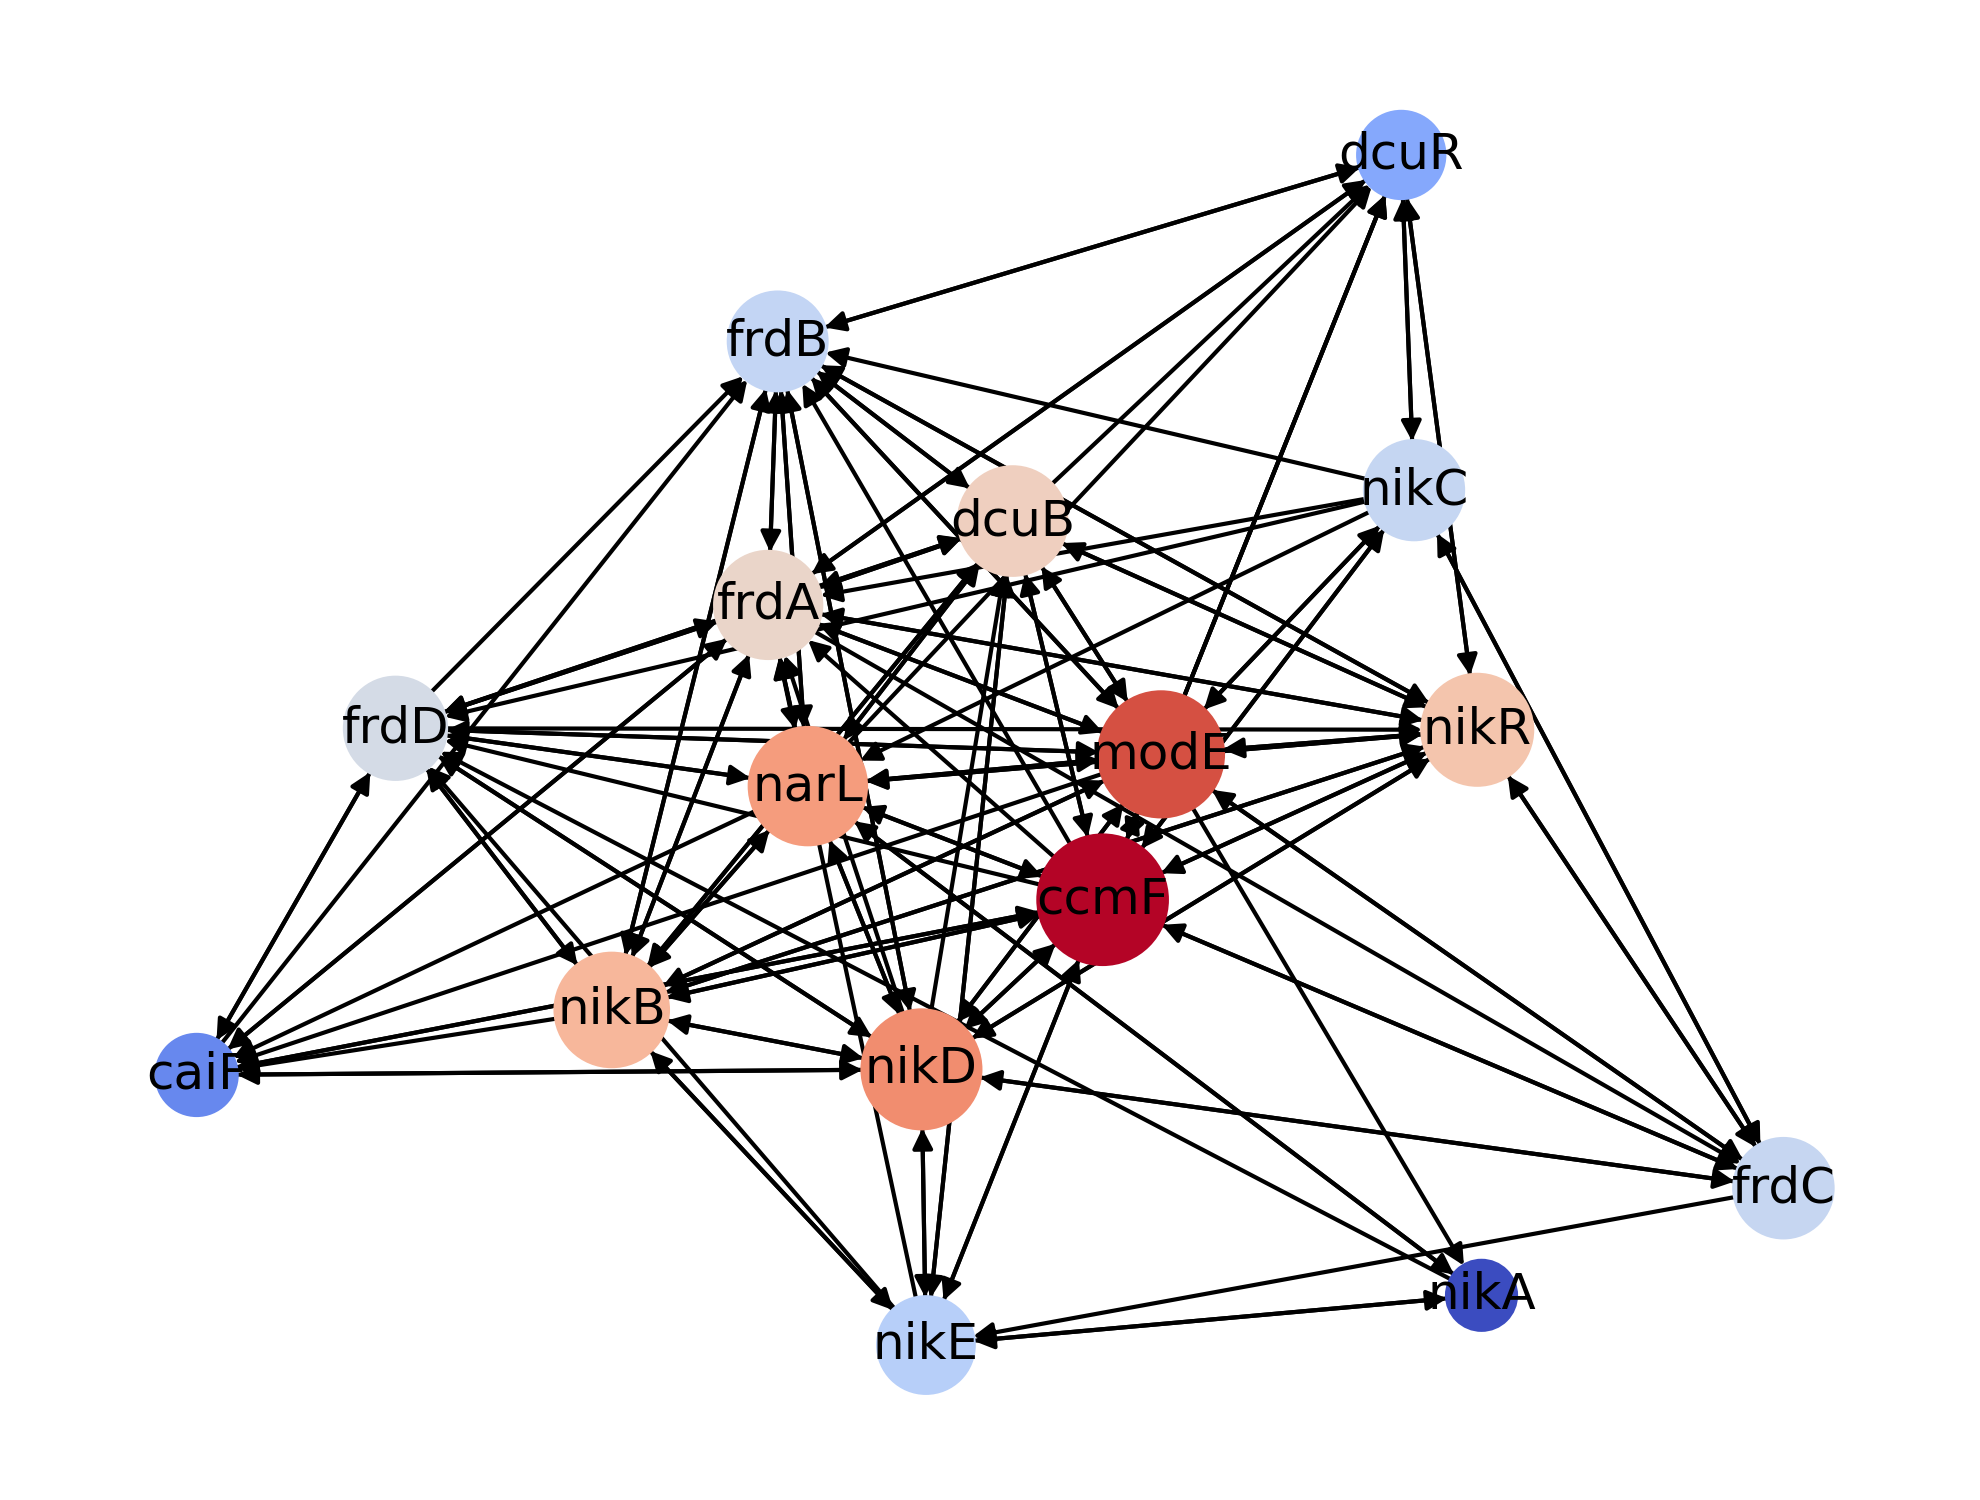 dcuR
frdB
nikC
dcuB
frdA
frdD
nikR
modE
narL
ccmF
nikB
nikD
caiF
frdC
nikA
nikE